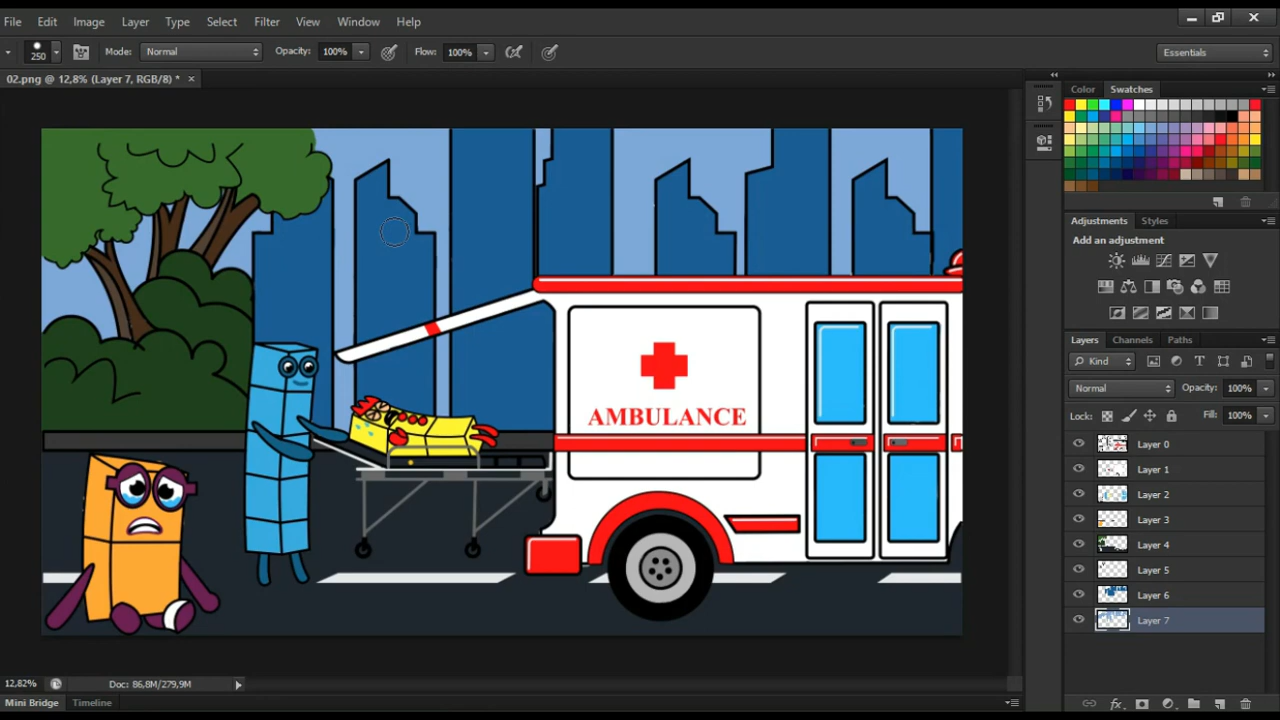 File Edit Image Layer Type Select Filter View Window Help
250 Mode: Normal Opacity: 100% Flow: 100% Essentials
02.png @ 12,8% (Layer 7, RGB/8) * ×
Color Swatches
Adjustments Styles
Add an adjustment
Layers Channels Paths
Kind
Normal Opacity: 100%
Lock: Fill: 100%
Layer 0
Layer 1
Layer 2
Layer 3
Layer 4
Layer 5
Layer 6
Layer 7
AMBULANCE
12,82% Doc: 86,8M/279,9M
Mini Bridge Timeline
fx